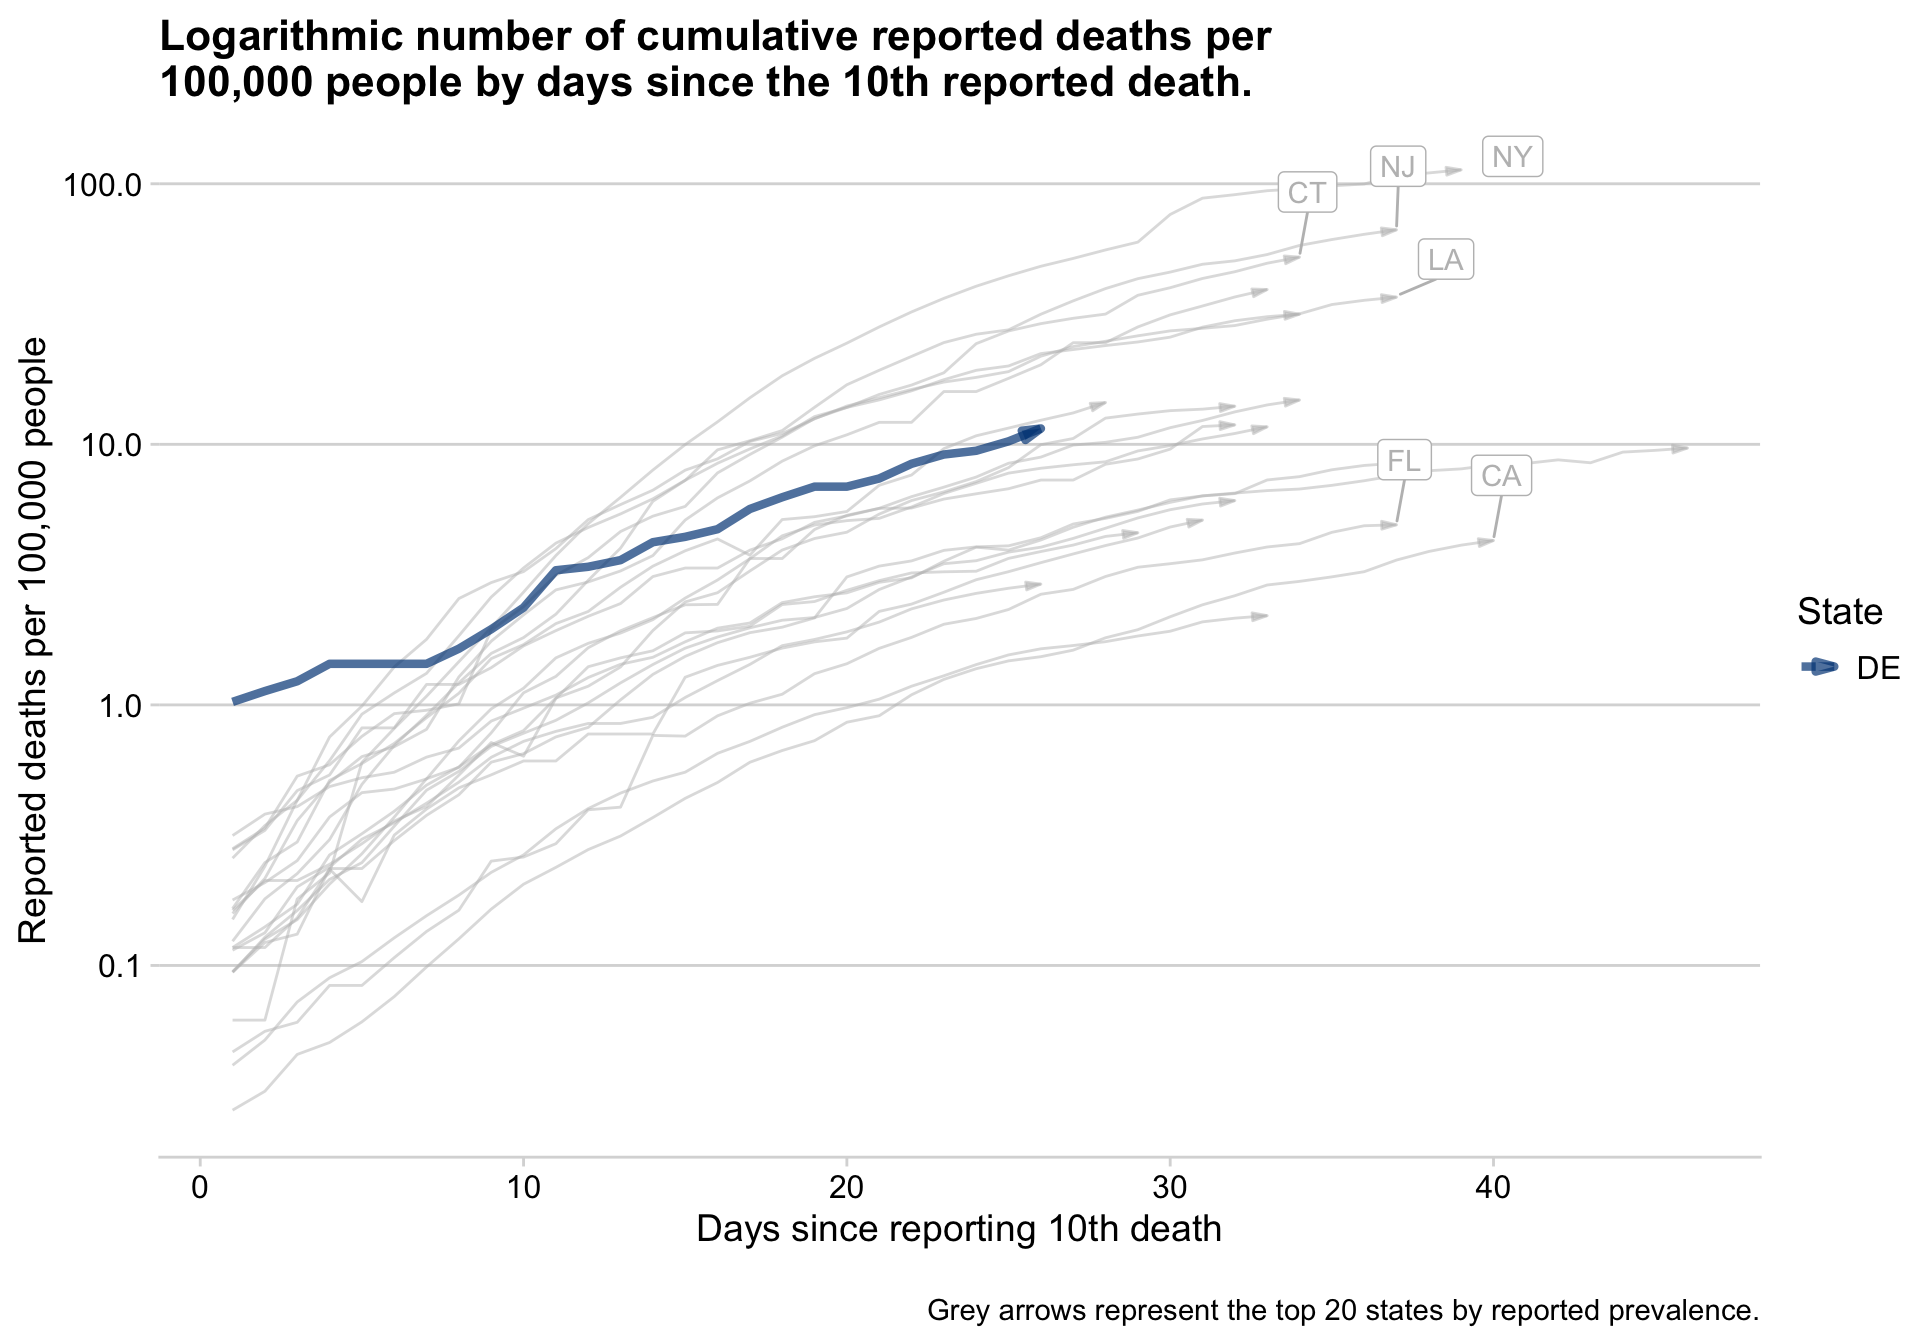 Logarithmic number of cumulative reported deaths per
100,000 people by days since the 10th reported death.
Reported deaths per 100,000 people
100.0
10.0
1.0
0.1
NY
NJ
CT
LA
FL
CA
State
DE
0
10
20
30
40
Days since reporting 10th death
Grey arrows represent the top 20 states by reported prevalence.